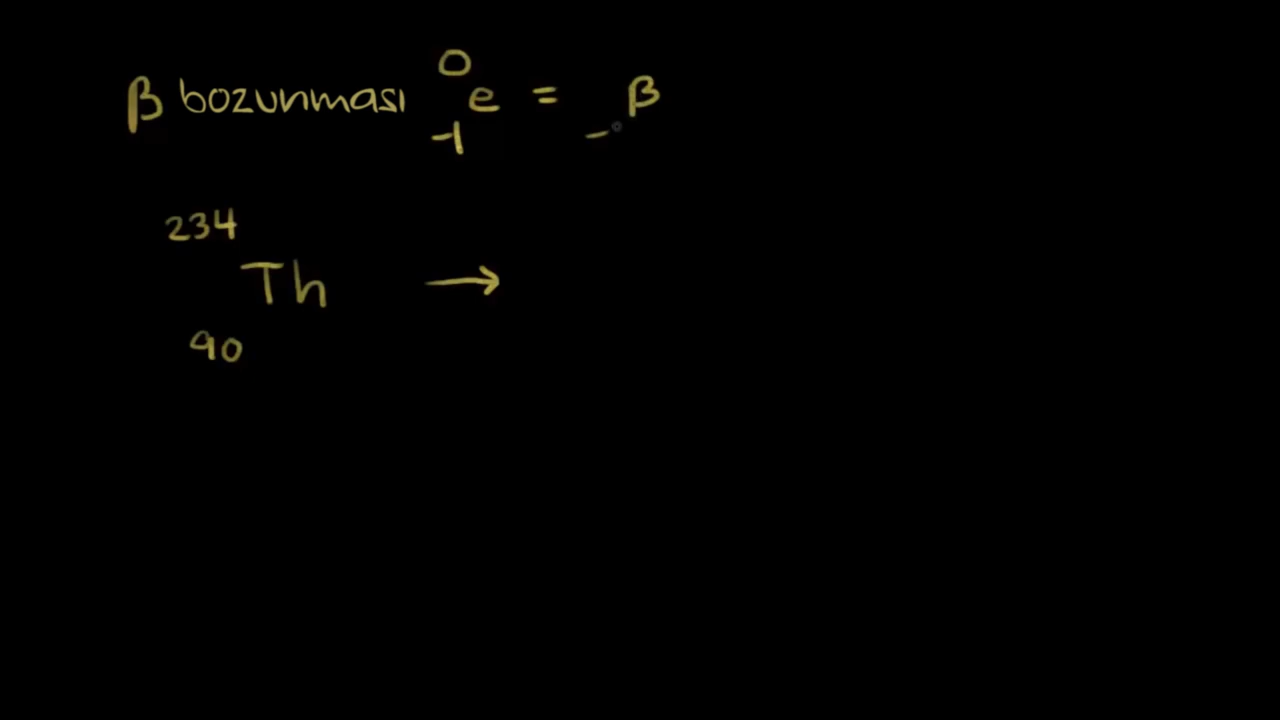 β bozunması ⁰₋₁e = ₋β
²³⁴₉₀Th →